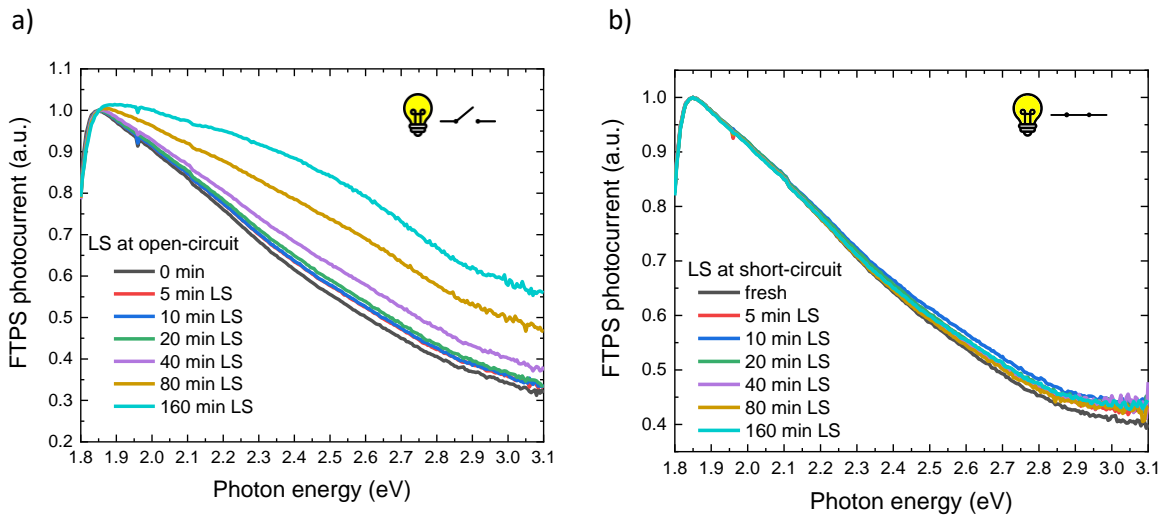 a)
FTPS photocurrent (a.u.)
1.1
1.0
0.9
0.8
0.7
0.6
0.5
0.4
0.3
0.2
LS at open-circuit
0 min
5 min LS
10 min LS
20 min LS
40 min LS
80 min LS
160 min LS
1.8 1.9 2.0 2.1 2.2 2.3 2.4 2.5 2.6 2.7 2.8 2.9 3.0 3.1
Photon energy (eV)
b)
FTPS photocurrent (a.u.)
1.0
0.9
0.8
0.7
0.6
0.5
0.4
LS at short-circuit
fresh
5 min LS
10 min LS
20 min LS
40 min LS
80 min LS
160 min LS
1.8 1.9 2.0 2.1 2.2 2.3 2.4 2.5 2.6 2.7 2.8 2.9 3.0 3.1
Photon energy (eV)